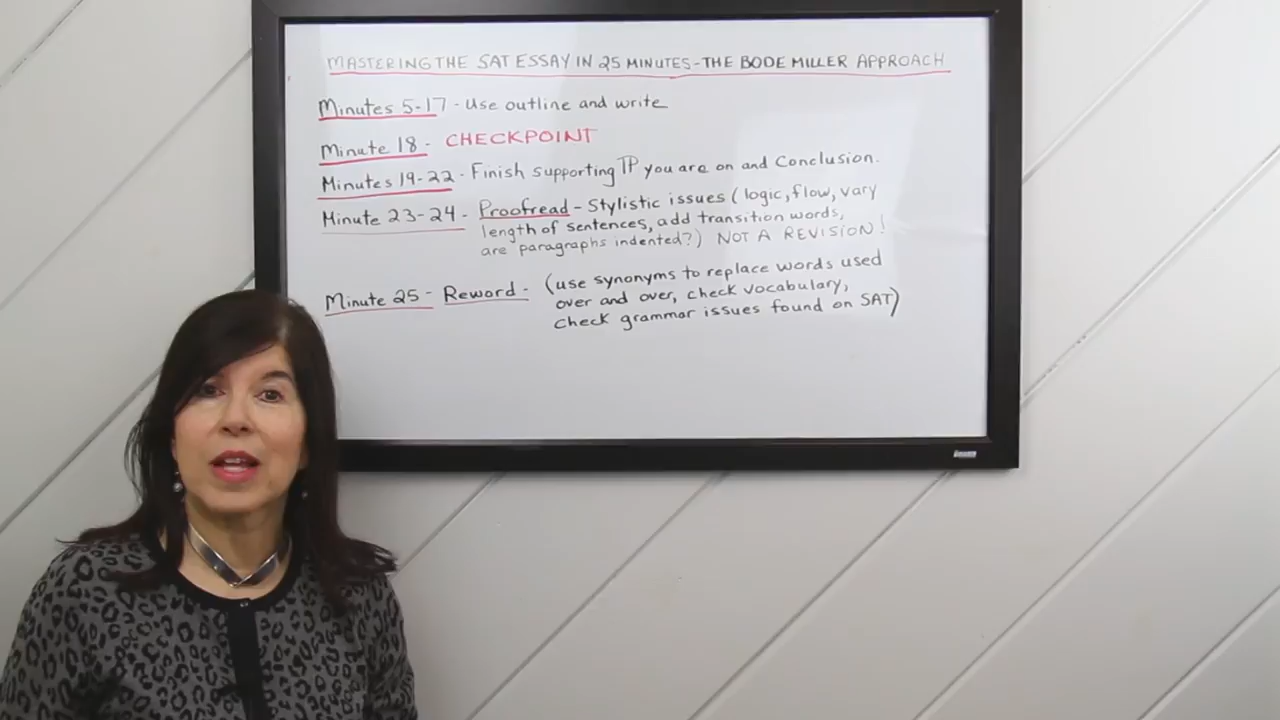 MASTERING THE SAT ESSAY IN 25 MINUTES - THE BODE MILLER APPROACH
Minutes 5-17 - Use outline and write
Minute 18 - CHECKPOINT
Minutes 19-22 - Finish supporting TP you are on and Conclusion.
Minute 23-24 - Proofread - Stylistic issues (logic, flow, vary
length of sentences, add transition words,
are paragraphs indented?) NOT A REVISION!
Minute 25 - Reword - (use synonyms to replace words used
over and over, check vocabulary,
check grammar issues found on SAT)